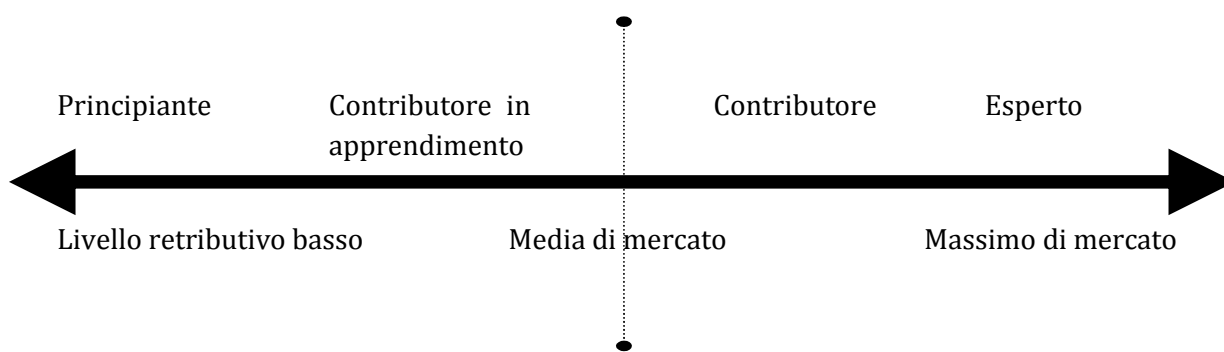 Principiante
Contributore in
apprendimento
Contributore
Esperto
Livello retributivo basso
Media di mercato
Massimo di mercato